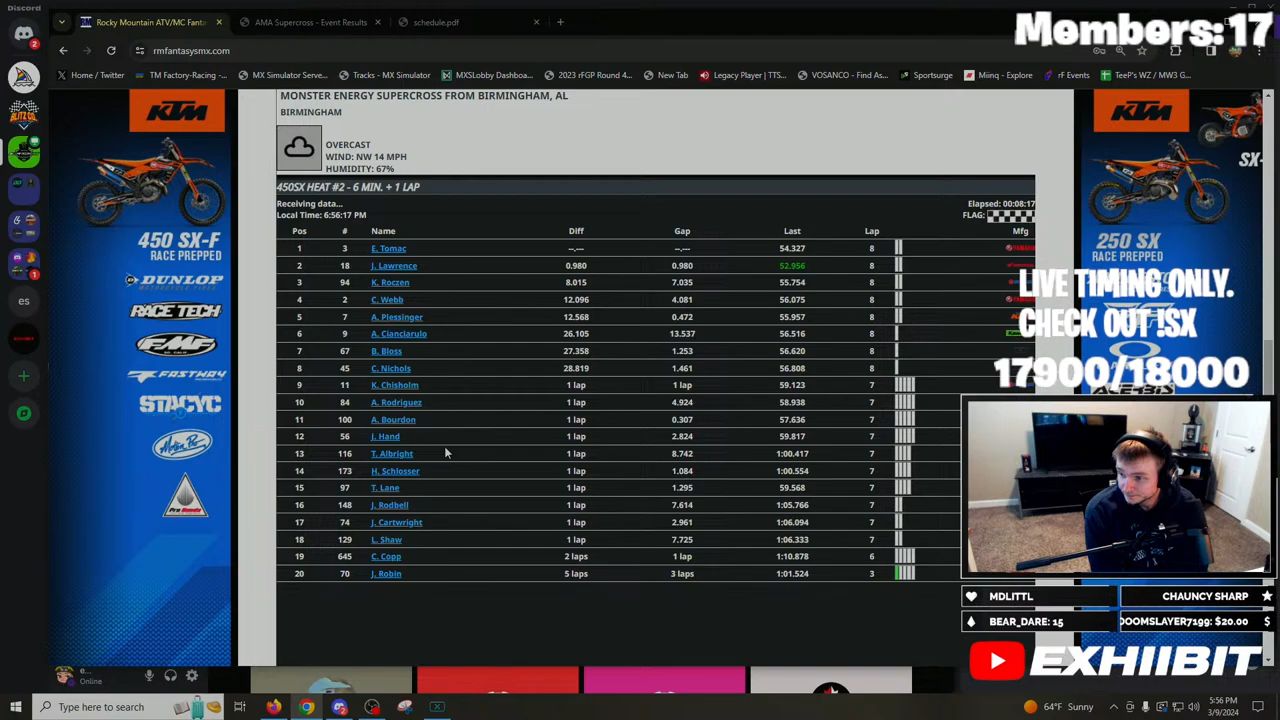 Discord
Rocky Mountain ATV/MC Fanta
AMA Supercross - Event Results
schedule.pdf
Members:17
rmfantasysmx.com
Home / Twitter
TM Factory-Racing -
MX Simulator Serve
Tracks - MX Simulator
MXSLobby Dashboa...
2023 rFGP Round 4...
New Tab
Legacy Player | TTS...
VOSANCO - Find As...
Sportsurge
Miinq - Explore
rF Events
TeeP's WZ / MW3 G...
MONSTER ENERGY SUPERCROSS FROM BIRMINGHAM, AL
BIRMINGHAM
OVERCAST
WIND: NW 14 MPH
HUMIDITY: 67%
450SX HEAT #2 - 6 MIN. + 1 LAP
Receiving data... Elapsed: 00:08:17
Local Time: 6:56:17 PM FLAG:
Pos # Name Diff Gap Last Lap Mfg
1 3 E. Tomac --.--- --.--- 54.327 8
2 18 J. Lawrence 0.980 0.980 52.956 8
3 94 K. Roczen 8.015 7.035 55.754 8
4 2 C. Webb 12.096 4.081 56.075 8
5 7 A. Plessinger 12.568 0.472 55.957 8
6 9 A. Cianciarulo 26.105 13.537 56.516 8
7 67 B. Bloss 27.358 1.253 56.620 8
8 45 C. Nichols 28.819 1.461 56.808 8
9 11 K. Chisholm 1 lap 1 lap 59.123 7
10 84 A. Rodriguez 1 lap 4.924 58.938 7
11 100 A. Bourdon 1 lap 0.307 57.636 7
12 56 J. Hand 1 lap 2.824 59.817 7
13 116 T. Albright 1 lap 8.742 1:00.417 7
14 173 H. Schlosser 1 lap 1.084 1:00.554 7
15 97 T. Lane 1 lap 1.295 59.568 7
16 148 J. Rodbell 1 lap 7.614 1:05.766 7
17 74 J. Cartwright 1 lap 2.961 1:06.094 7
18 129 L. Shaw 1 lap 7.725 1:06.333 7
19 645 C. Copp 2 laps 1 lap 1:10.878 6
20 70 J. Robin 5 laps 3 laps 1:01.524 3
KTM
450 SX-F
RACE PREPPED
DUNLOP
MOTORCYCLE TIRES
RACE TECH
FMF
FASTWAY
STACYC
Motion Pro
Pro Honda
es
KTM
SX-
250 SX
RACE PREPPED
LIVE TIMING ONLY.
CHECK OUT !SX
17900/18000
MDLITTL
CHAUNCY SHARP
BEAR_DARE: 15
DOOMSLAYER7199: $20.00
EXHIIBIT
e...
Online
Type here to search
64°F Sunny
5:56 PM
3/9/2024